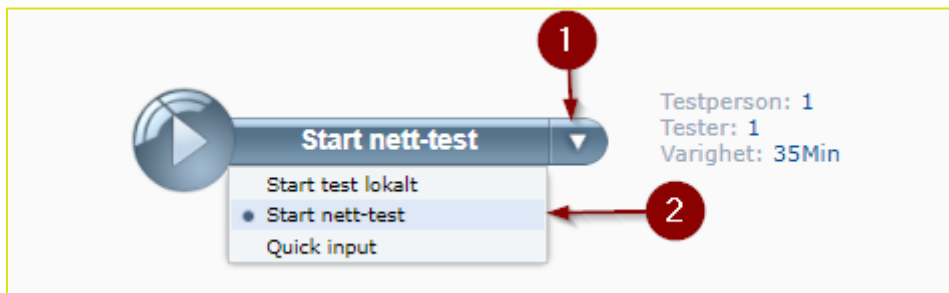 1
Start nett-test
Testperson: 1
Tester: 1
Varighet: 35Min
Start test lokalt
Start nett-test
2
Quick input